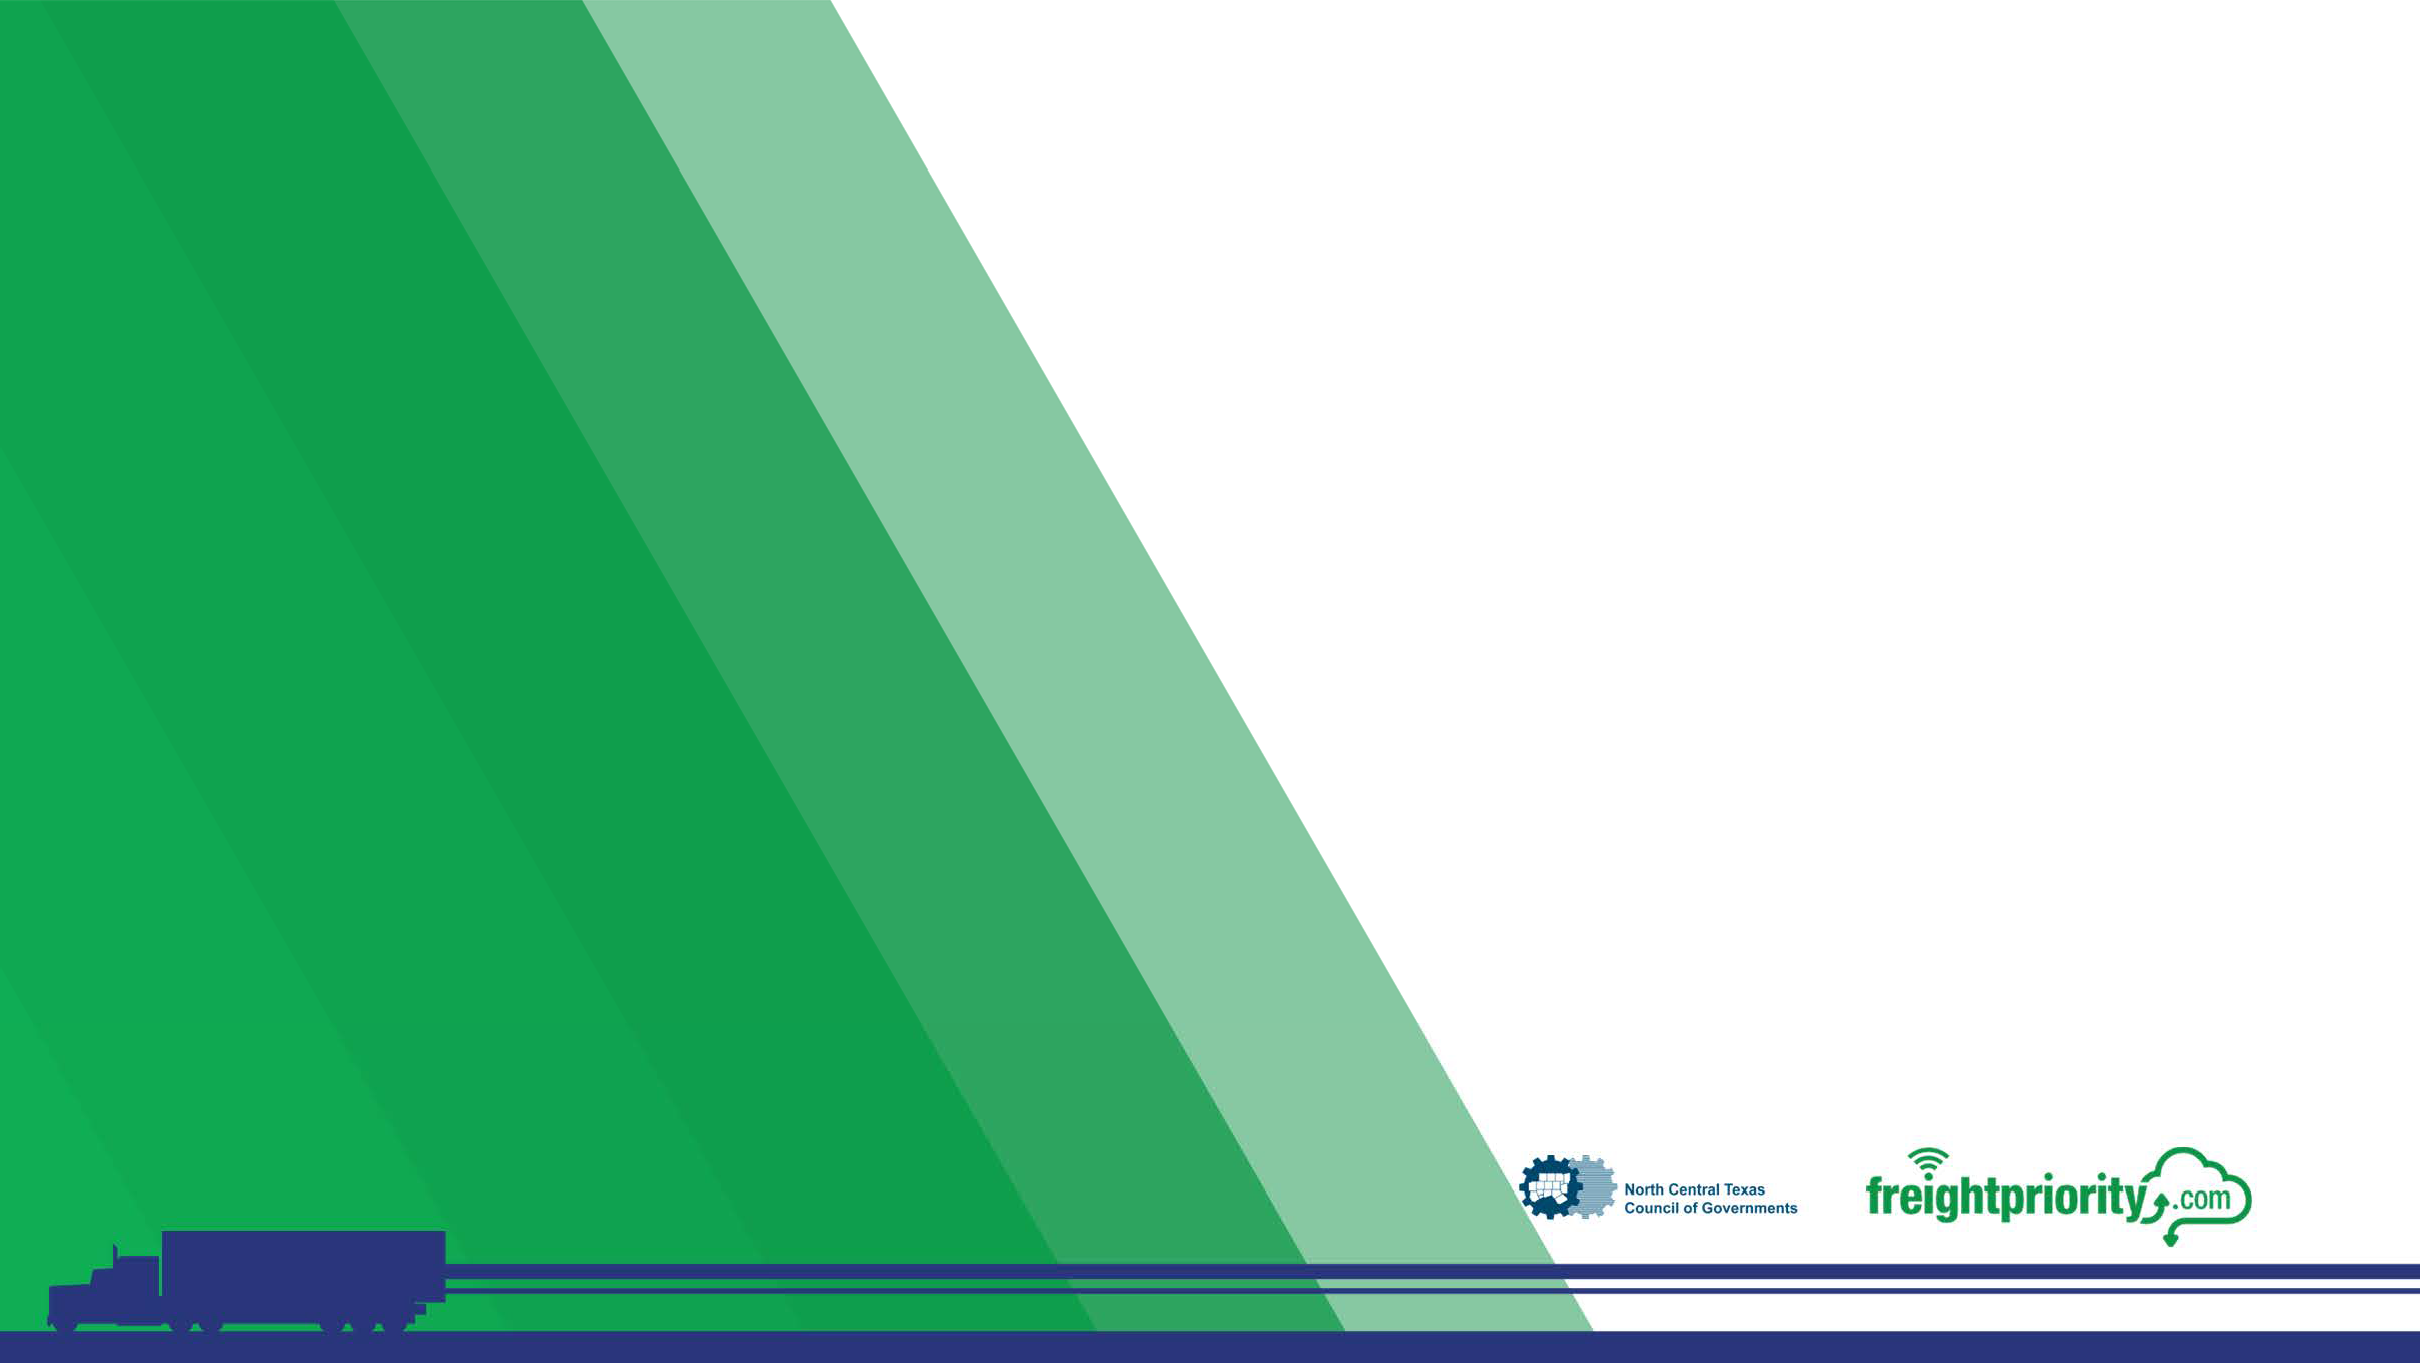 North Central Texas
Council of Governments
freightpriority.com